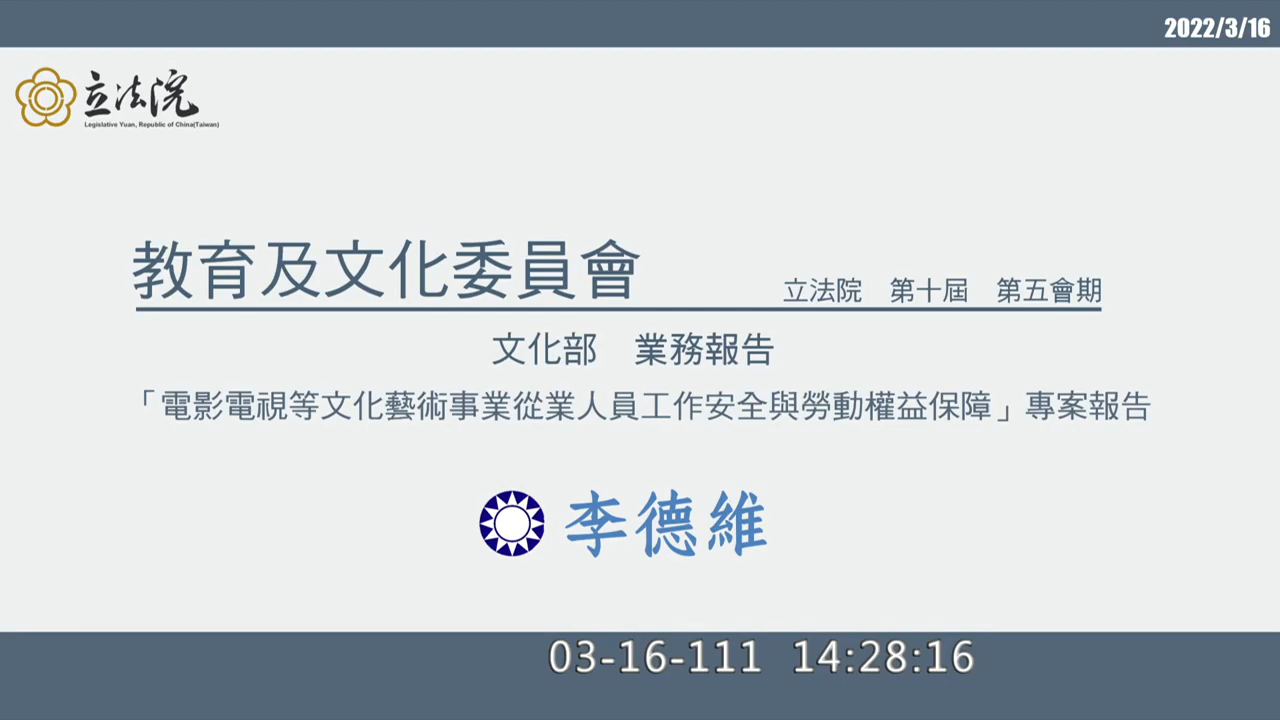 2022/3/16
立法院
Legislative Yuan, Republic of China(Taiwan)
教育及文化委員會
立法院 第十屆 第五會期
文化部 業務報告
「電影電視等文化藝術事業從業人員工作安全與勞動權益保障」專案報告
李德維
03-16-111 14:28:16